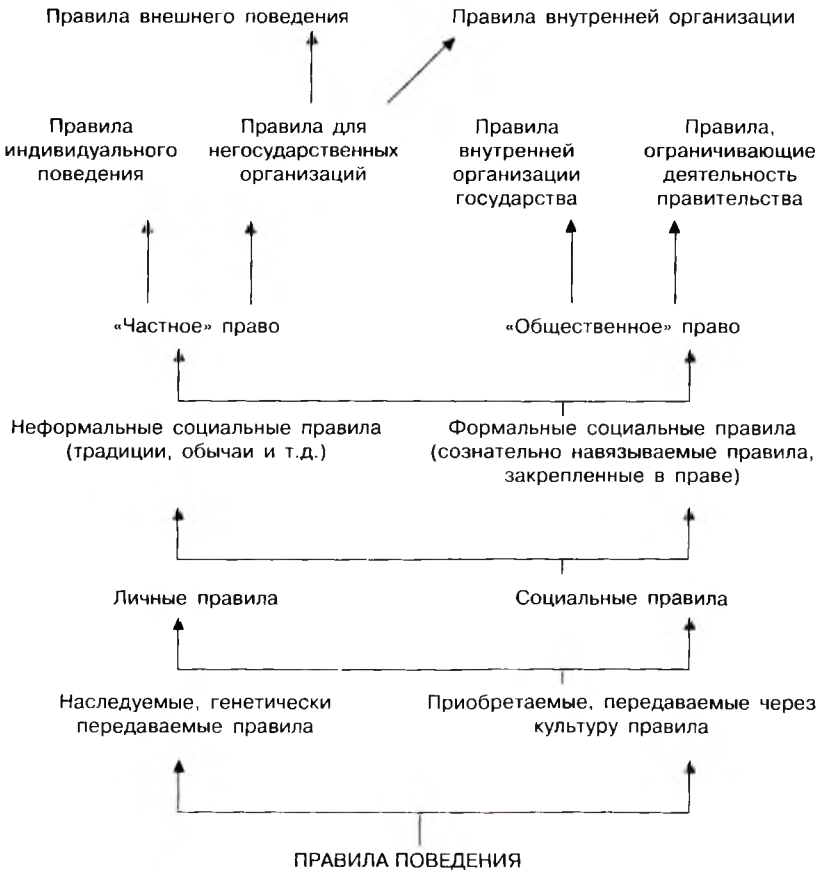 Правила внешнего поведения
Правила внутренней организации
Правила
индивидуального
поведения
Правила для
негосударственных
организаций
Правила
внутренней
организации
государства
Правила,
ограничивающие
деятельность
правительства
«Частное» право
«Общественное» право
Неформальные социальные правила
(традиции, обычаи и т.д.)
Формальные социальные правила
(сознательно навязываемые правила,
закрепленные в праве)
Личные правила
Социальные правила
Наследуемые, генетически
передаваемые правила
Приобретаемые, передаваемые через
культуру правила
ПРАВИЛА ПОВЕДЕНИЯ